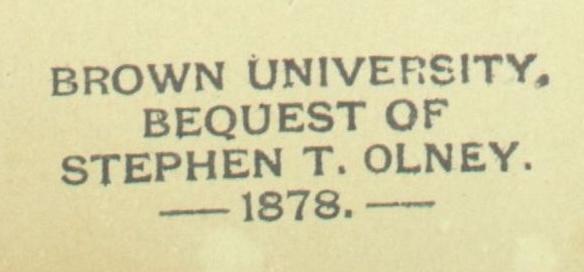 BROWN UNIVERSITY.
BEQUEST OF
STEPHEN T. OLNEY.
— 1878. —